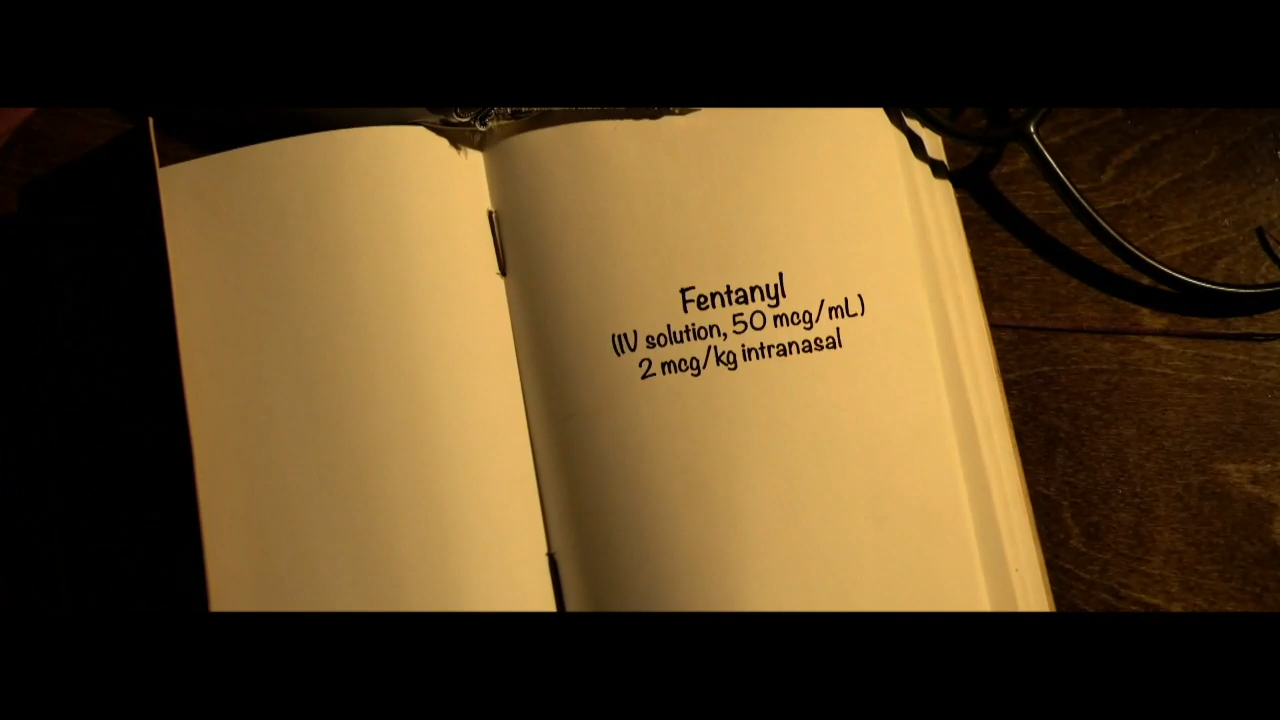 Fentanyl
(IV solution, 50 mcg/mL)
2 mcg/kg intranasal